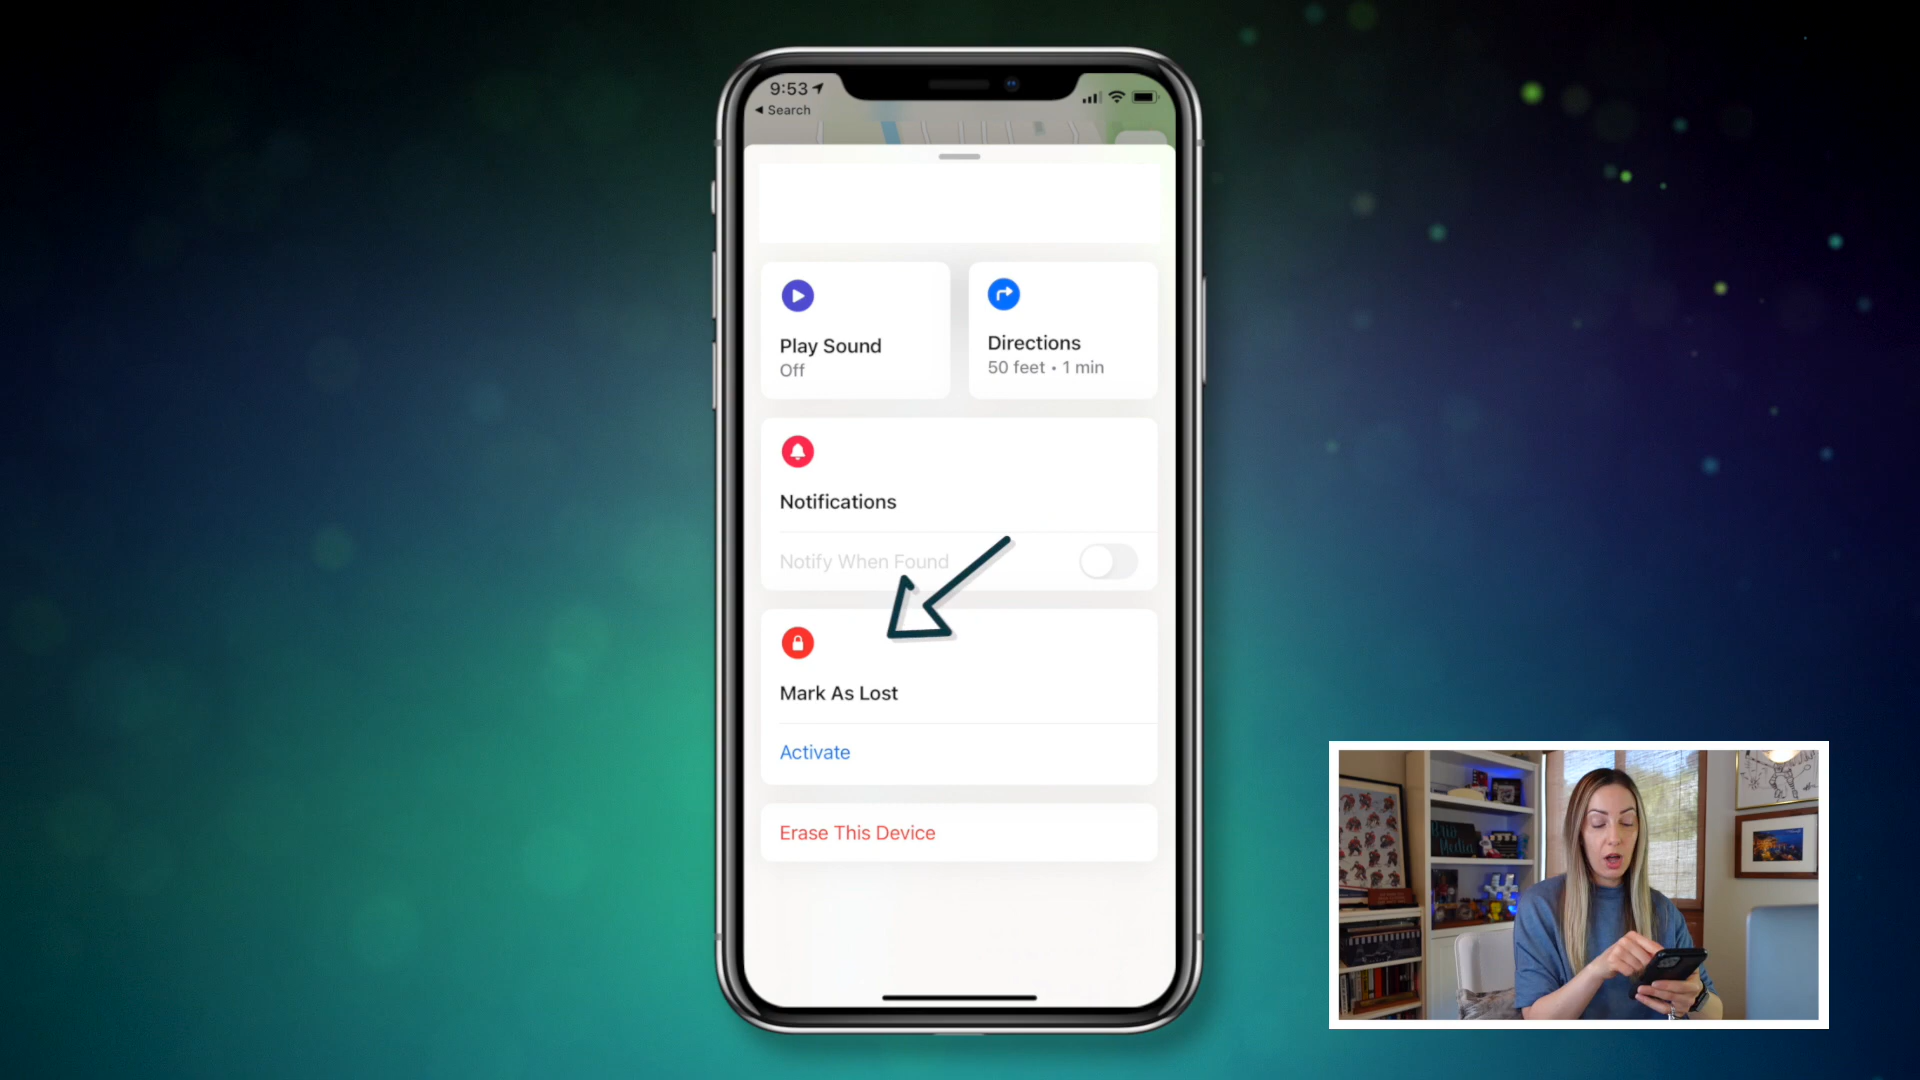 9:53
Search
Play Sound
Off
Directions
50 feet • 1 min
Notifications
Notify When Found
Mark As Lost
Activate
Erase This Device
Media